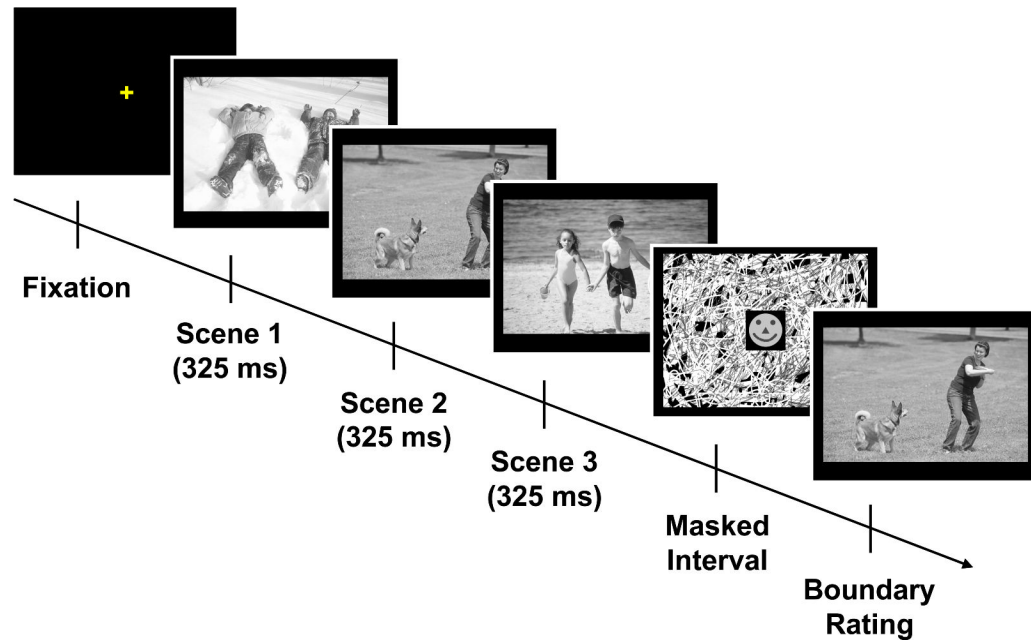 Fixation
Scene 1
(325 ms)
Scene 2
(325 ms)
Scene 3
(325 ms)
Masked
Interval
Boundary
Rating